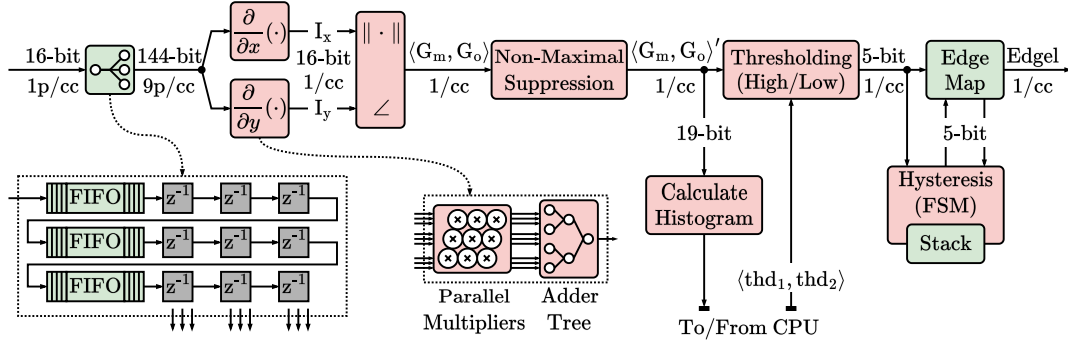 16-bit
1p/cc
144-bit
9p/cc
∂/∂x (·)
∂/∂y (·)
I_x
16-bit
1/cc
I_y
‖ · ‖
∠
⟨G_m, G_o⟩
1/cc
Non-Maximal
Suppression
⟨G_m, G_o⟩′
1/cc
Thresholding
(High/Low)
5-bit
1/cc
Edge
Map
Edgel
1/cc
19-bit
5-bit
Calculate
Histogram
Hysteresis
(FSM)
Stack
FIFO z⁻¹ z⁻¹ z⁻¹
FIFO z⁻¹ z⁻¹ z⁻¹
FIFO z⁻¹ z⁻¹ z⁻¹
× × ×
× × ×
× × ×
Parallel
Multipliers
Adder
Tree
⟨thd₁, thd₂⟩
To/From CPU